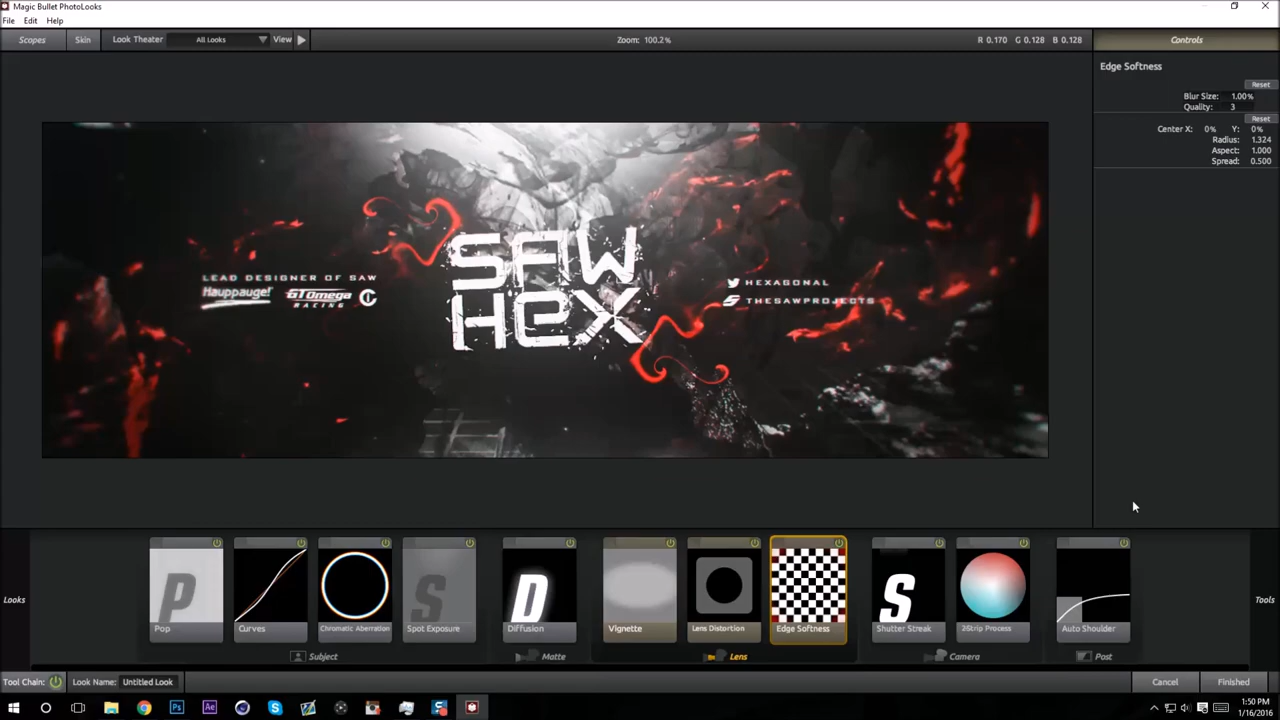 Magic Bullet PhotoLooks
File Edit Help
Scopes Skin Look Theater All Looks View Zoom: 100.2% R 0.170 G 0.128 B 0.128 Controls
Edge Softness
Reset
Blur Size: 1.00%
Quality: 3
Reset
Center X: 0% Y: 0%
Radius: 1.324
Aspect: 1.000
Spread: 0.500
SAW
HEX
LEAD DESIGNER OF SAW
Hauppauge! GTOmega
RACING
HEXAGONAL
THESAWPROJECTS
P S D S
Pop Curves Chromatic Aberration Spot Exposure Diffusion Vignette Lens Distortion Edge Softness Shutter Streak 2Strip Process Auto Shoulder
Looks Tools
Subject Matte Lens Camera Post
Tool Chain: Look Name: Untitled Look Cancel Finished
Ps Ae
1:50 PM
1/16/2016